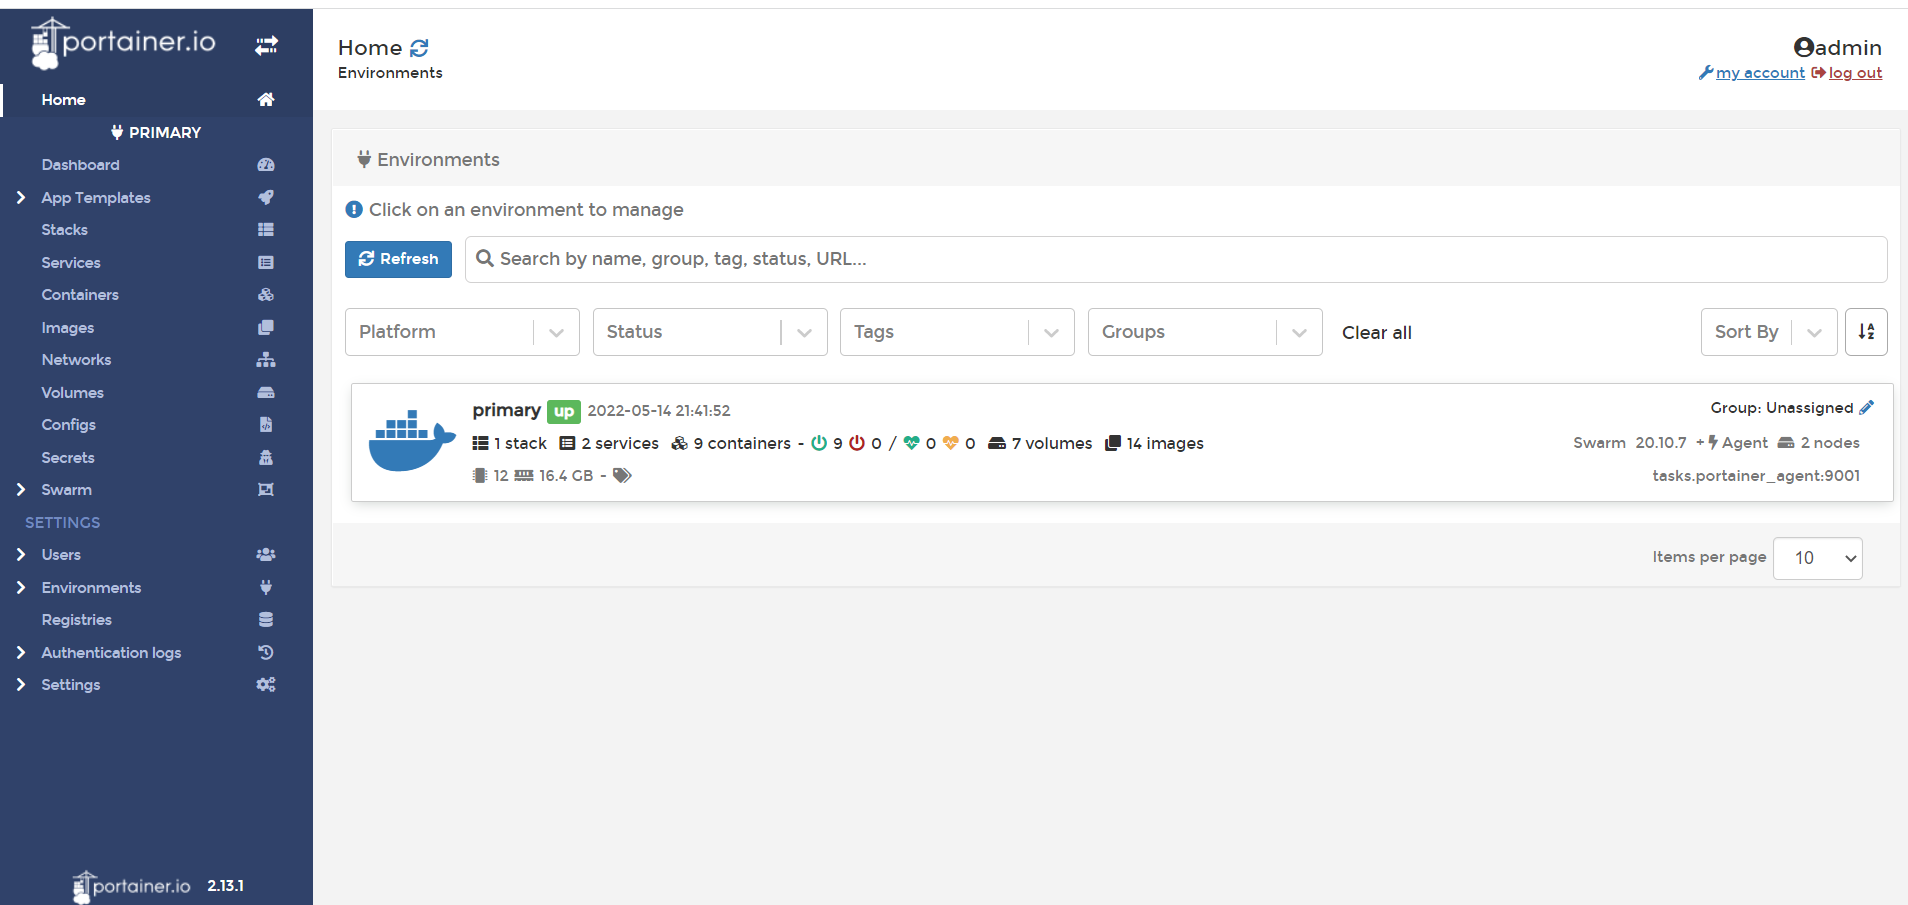 portainer.io
Home
PRIMARY
Dashboard
App Templates
Stacks
Services
Containers
Images
Networks
Volumes
Configs
Secrets
Swarm
SETTINGS
Users
Environments
Registries
Authentication logs
Settings
portainer.io 2.13.1
Home
Environments
admin
my account log out
Environments
Click on an environment to manage
Refresh
Search by name, group, tag, status, URL...
Platform
Status
Tags
Groups
Clear all
Sort By
primary up 2022-05-14 21:41:52
Group: Unassigned
1 stack 2 services 9 containers - 9 0 / 0 0 7 volumes 14 images
Swarm 20.10.7 + Agent 2 nodes
12 16.4 GB -
tasks.portainer_agent:9001
Items per page 10